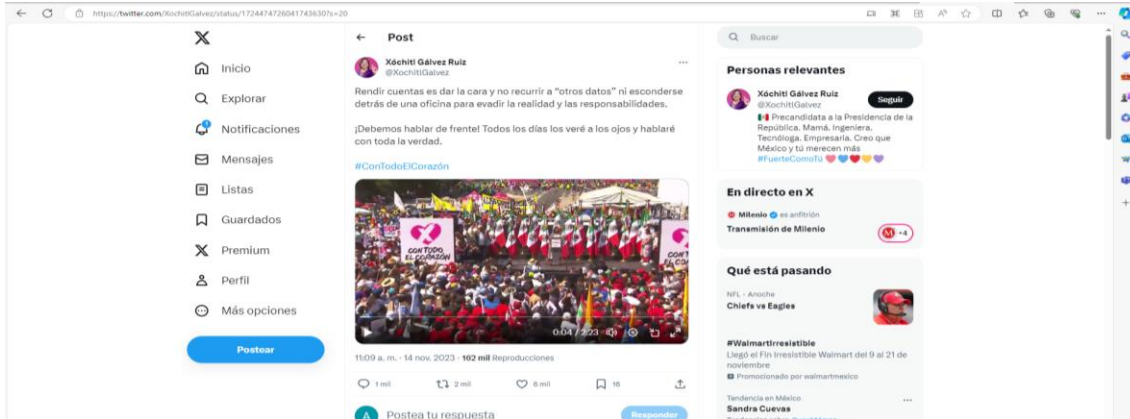 https://twitter.com/XochitlGalvez/status/1724474726041743630?s=20
Inicio
Explorar
Notificaciones
Mensajes
Listas
Guardados
Premium
Perfil
Más opciones
Postear
Post
Xóchitl Gálvez Ruiz
@XochitlGalvez
Rendir cuentas es dar la cara y no recurrir a “otros datos” ni esconderse
detrás de una oficina para evadir la realidad y las responsabilidades.
¡Debemos hablar de frente! Todos los días los veré a los ojos y hablaré
con toda la verdad.
#ConTodoElCorazón
CON TODO
EL CORAZÓN
0:04 / 2:23
11:09 a. m. · 14 nov. 2023 · 102 mil Reproducciones
1 mil 2 mil 6 mil 16
A Postea tu respuesta Responder
Buscar
Personas relevantes
Xóchitl Gálvez Ruiz
@XochitlGalvez
Seguir
Precandidata a la Presidencia de la
República. Mamá. Ingeniera.
Tecnóloga. Empresaria. Creo que
México y tú merecen más
#FuerteComoTú
En directo en X
Milenio es anfitrión
Transmisión de Milenio
M +4
Qué está pasando
NFL · Anoche
Chiefs vs Eagles
#WalmartIrresistible
Llegó el Fin Irresistible Walmart del 9 al 21 de
noviembre
Promocionado por walmartmexico
Tendencia en México
Sandra Cuevas